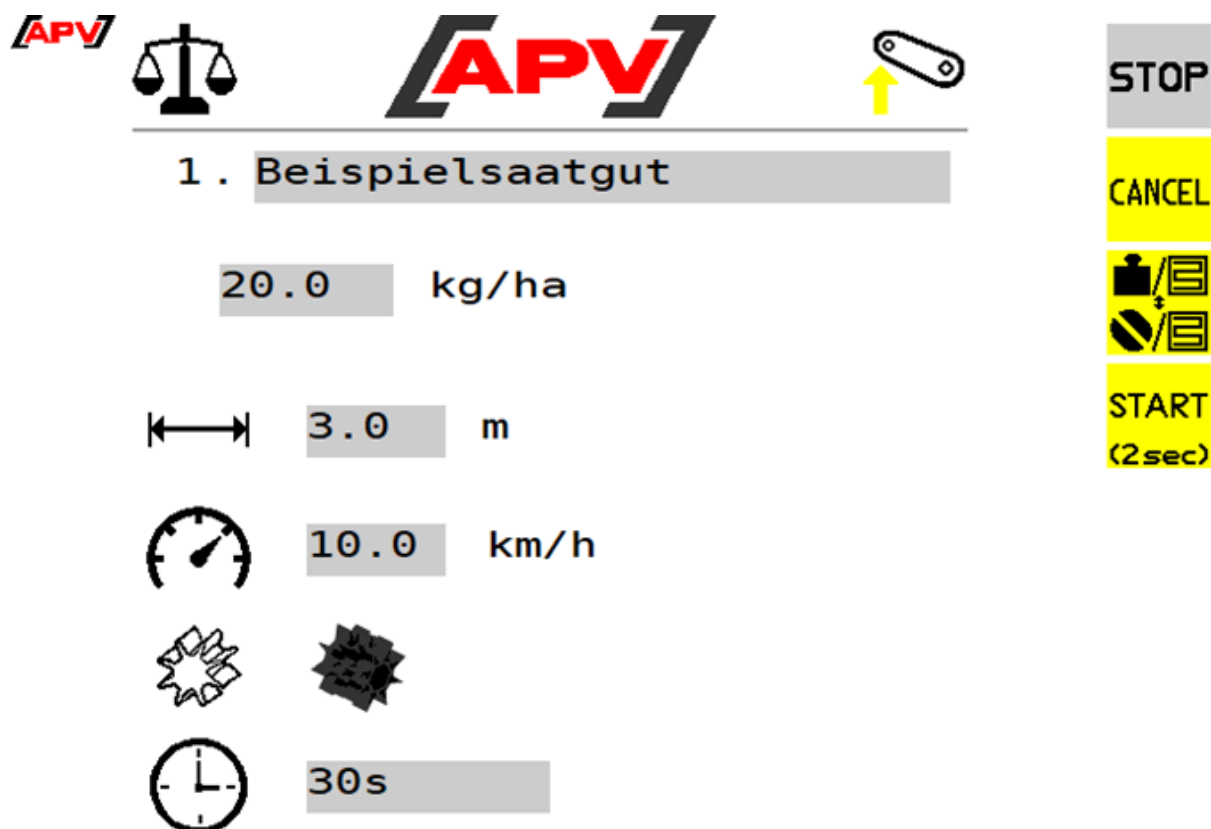 [APV]
[APV]
STOP
1. Beispielsaatgut
CANCEL
20.0 kg/ha
START
(2sec)
3.0 m
10.0 km/h
30s